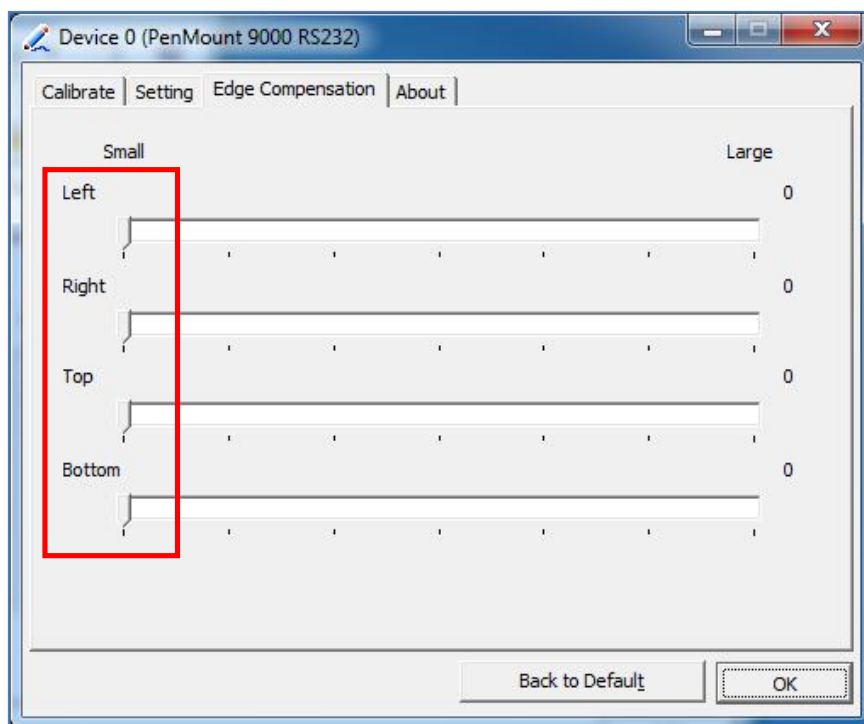 Device 0 (PenMount 9000 RS232)
Calibrate Setting Edge Compensation About
Small Large
Left 0
Right 0
Top 0
Bottom 0
Back to Default OK